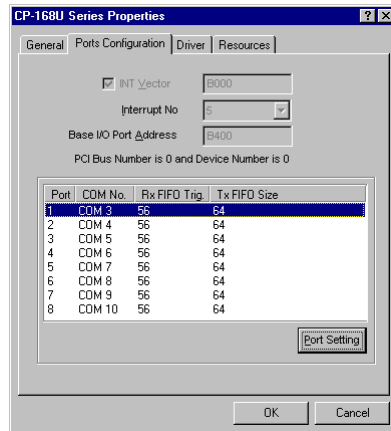 CP-168U Series Properties
General Ports Configuration Driver Resources
INT Vector B000
Interrupt No 5
Base I/O Port Address B400
PCI Bus Number is 0 and Device Number is 0
Port COM No. Rx FIFO Trig. Tx FIFO Size
1 COM 3 56 64
2 COM 4 56 64
3 COM 5 56 64
4 COM 6 56 64
5 COM 7 56 64
6 COM 8 56 64
7 COM 9 56 64
8 COM 10 56 64
Port Setting
OK Cancel